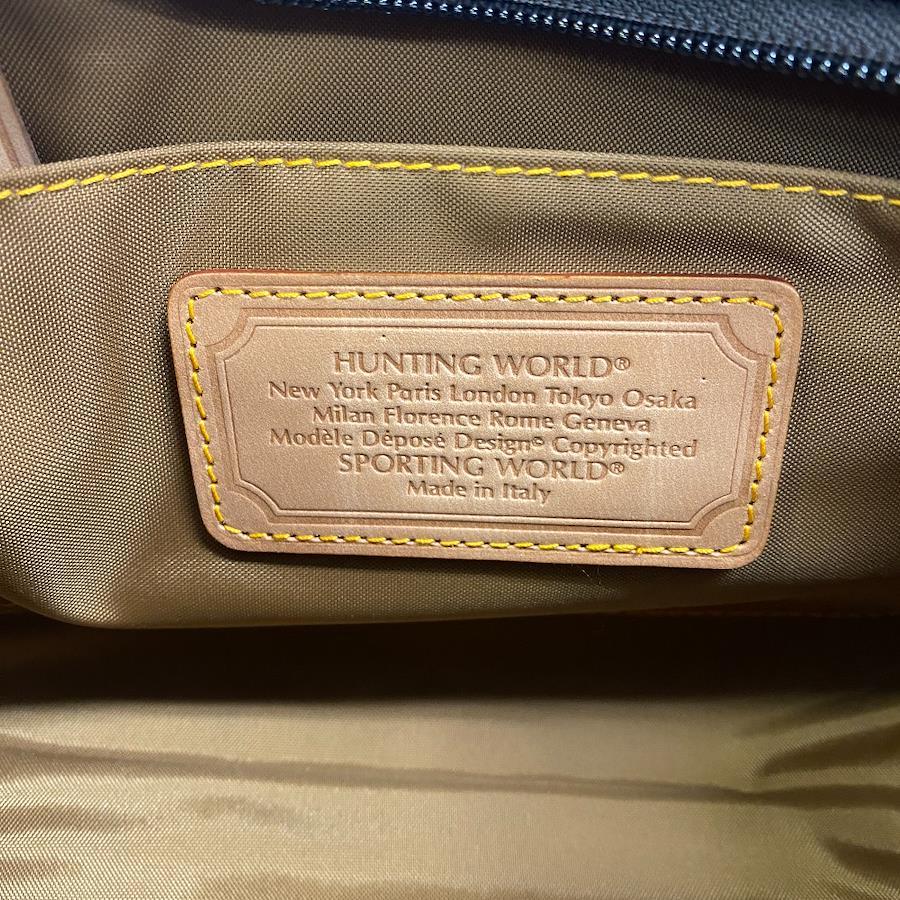 HUNTING WORLD®
New York Paris London Tokyo Osaka
Milan Florence Rome Geneva
Modèle Déposé Design© Copyrighted
SPORTING WORLD®
Made in Italy